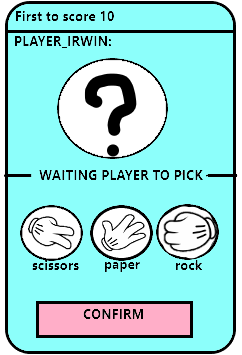 First to score 10
PLAYER_IRWIN:
?
WAITING PLAYER TO PICK
scissors paper rock
CONFIRM